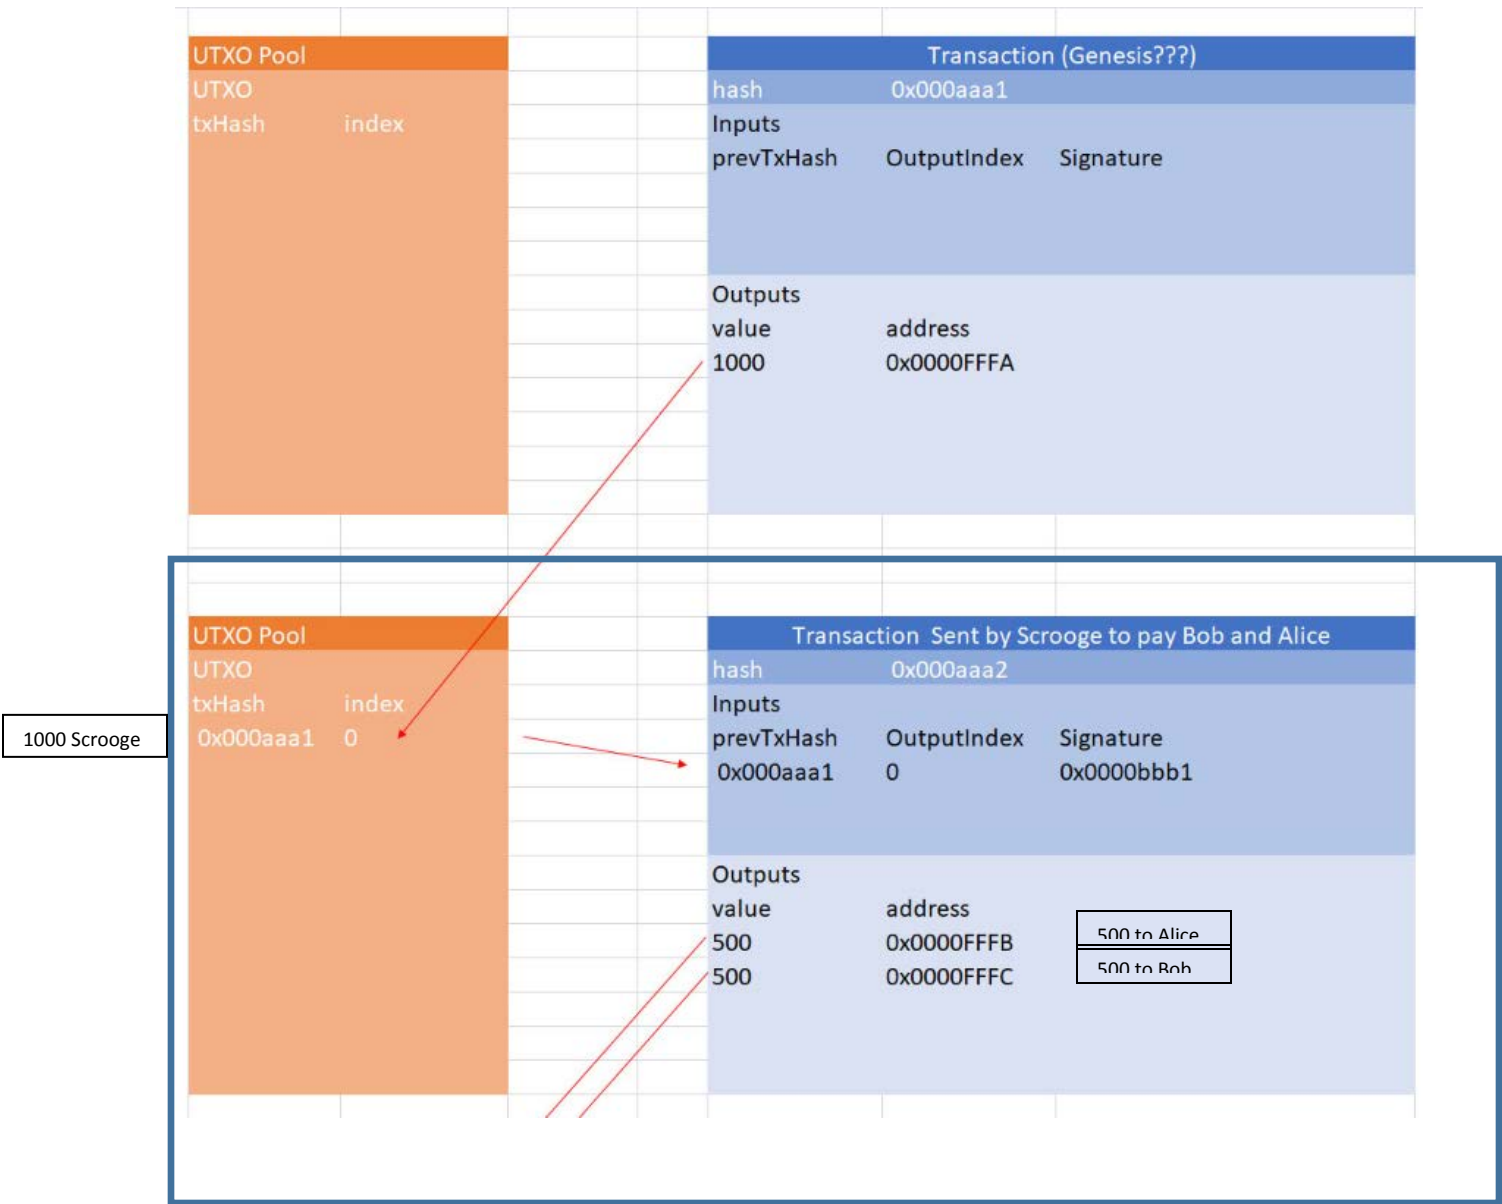 UTXO Pool
UTXO
txHash index
Transaction (Genesis???)
hash 0x000aaa1
Inputs
prevTxHash OutputIndex Signature
Outputs
value address
1000 0x0000FFFA
1000 Scrooge
UTXO Pool
UTXO
txHash index
0x000aaa1 0
Transaction Sent by Scrooge to pay Bob and Alice
hash 0x000aaa2
Inputs
prevTxHash OutputIndex Signature
0x000aaa1 0 0x0000bbb1
Outputs
value address
500 0x0000FFFB 500 to Alice
500 0x0000FFFC 500 to Bob